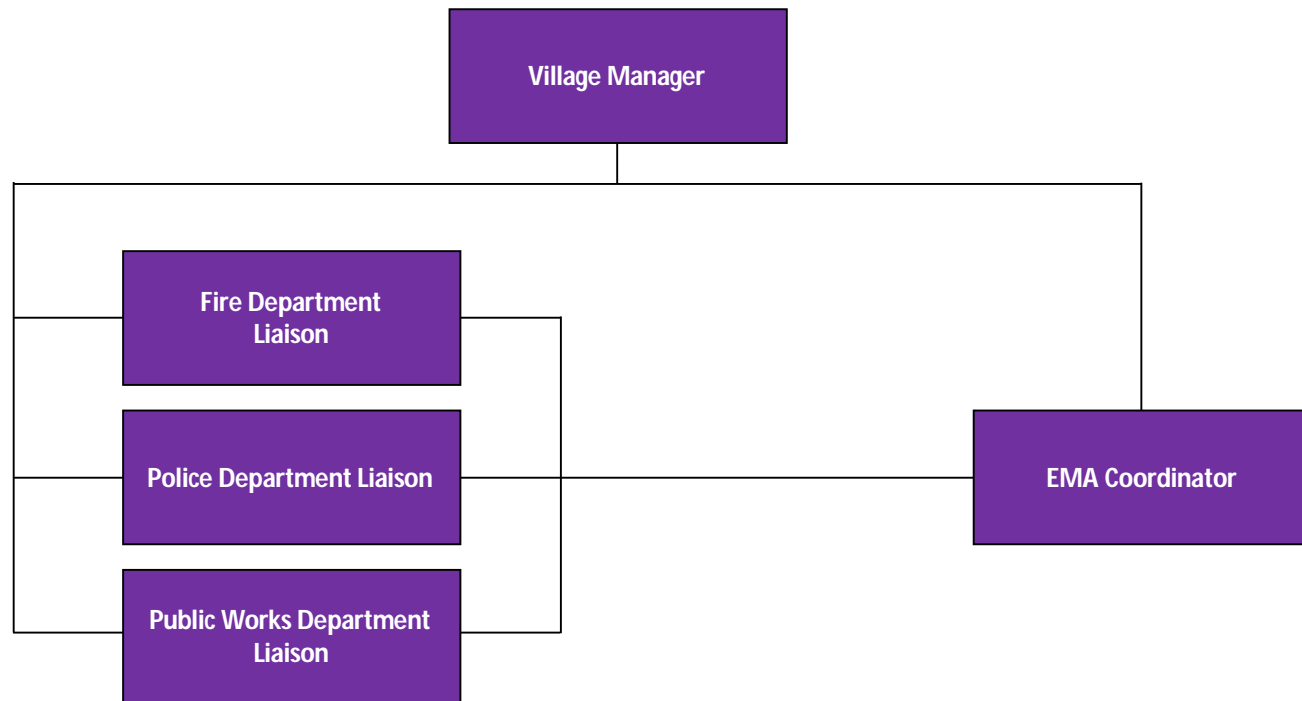 Village Manager
Fire Department
Liaison
Police Department Liaison
EMA Coordinator
Public Works Department
Liaison